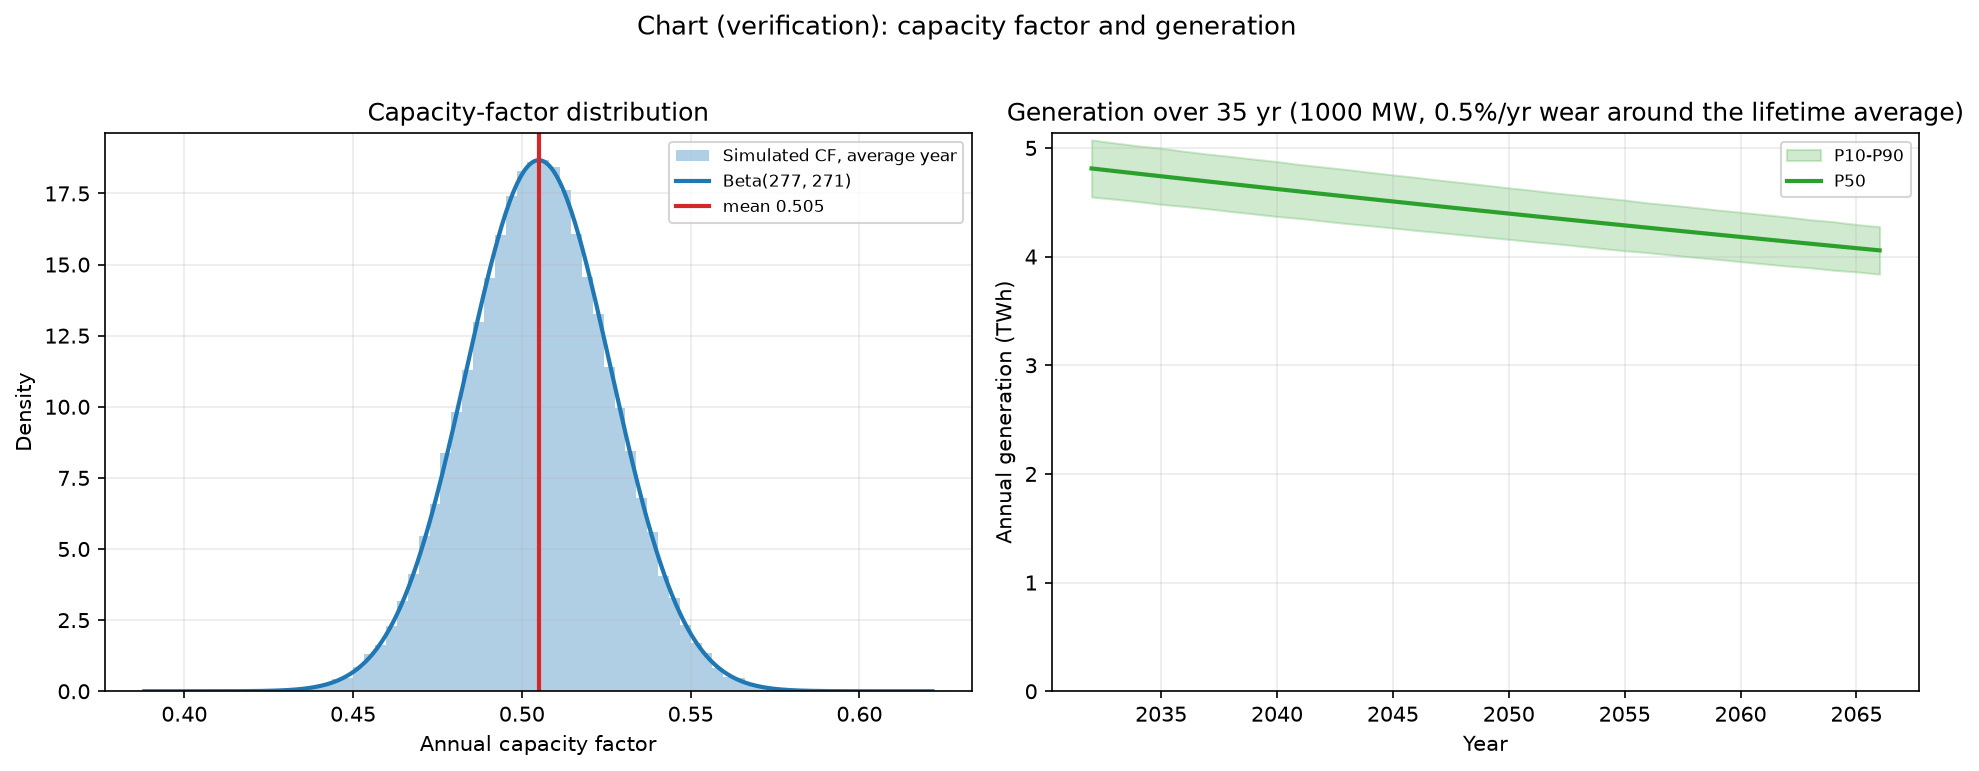 Chart (verification): capacity factor and generation
Capacity-factor distribution
Simulated CF, average year
Beta(277, 271)
mean 0.505
Density
17.5
15.0
12.5
10.0
7.5
5.0
2.5
0.0
0.40
0.45
0.50
0.55
0.60
Annual capacity factor
Generation over 35 yr (1000 MW, 0.5%/yr wear around the lifetime average)
P10-P90
P50
Annual generation (TWh)
5
4
3
2
1
0
2035
2040
2045
2050
2055
2060
2065
Year